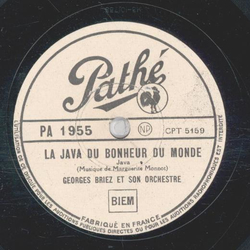 Pathé
PA 1955
NP
CPT 5159
LA JAVA DU BONHEUR DU MONDE
Java
(Musique de Marguerite Monnot)
GEORGES BRIEZ ET SON ORCHESTRE
BIEM
FABRIQUÉ EN FRANCE